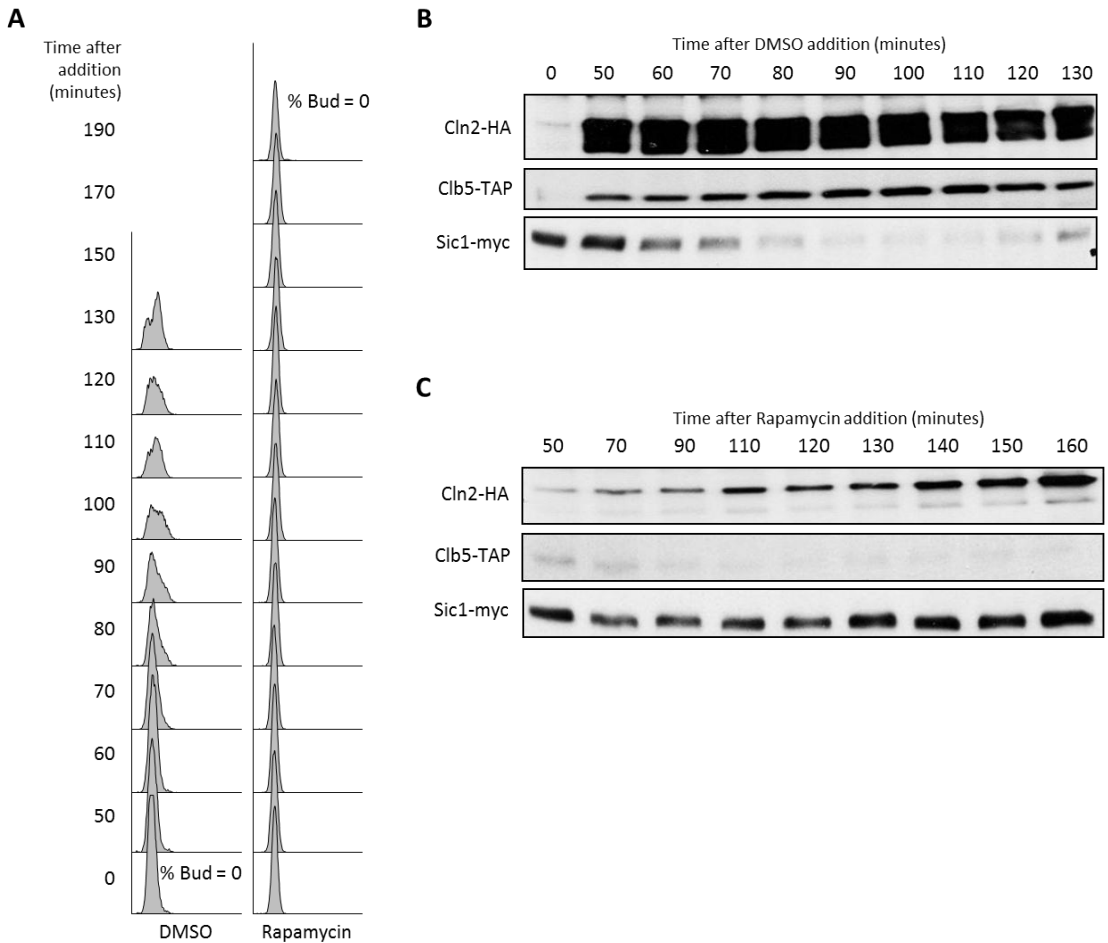 A
Time after
addition
(minutes)
190
170
150
130
120
110
100
90
80
70
60
50
0
% Bud = 0
% Bud = 0
DMSO
Rapamycin
B
Time after DMSO addition (minutes)
0 50 60 70 80 90 100 110 120 130
Cln2-HA
Clb5-TAP
Sic1-myc
C
Time after Rapamycin addition (minutes)
50 70 90 110 120 130 140 150 160
Cln2-HA
Clb5-TAP
Sic1-myc